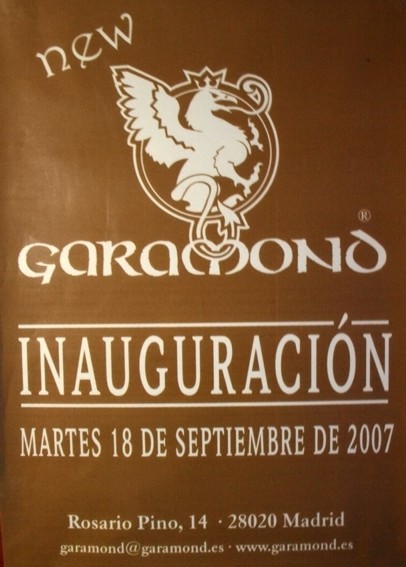 new
GARAMOND ®
INAUGURACIÓN
MARTES 18 DE SEPTIEMBRE DE 2007
Rosario Pino, 14 · 28020 Madrid
garamond@garamond.es · www.garamond.es